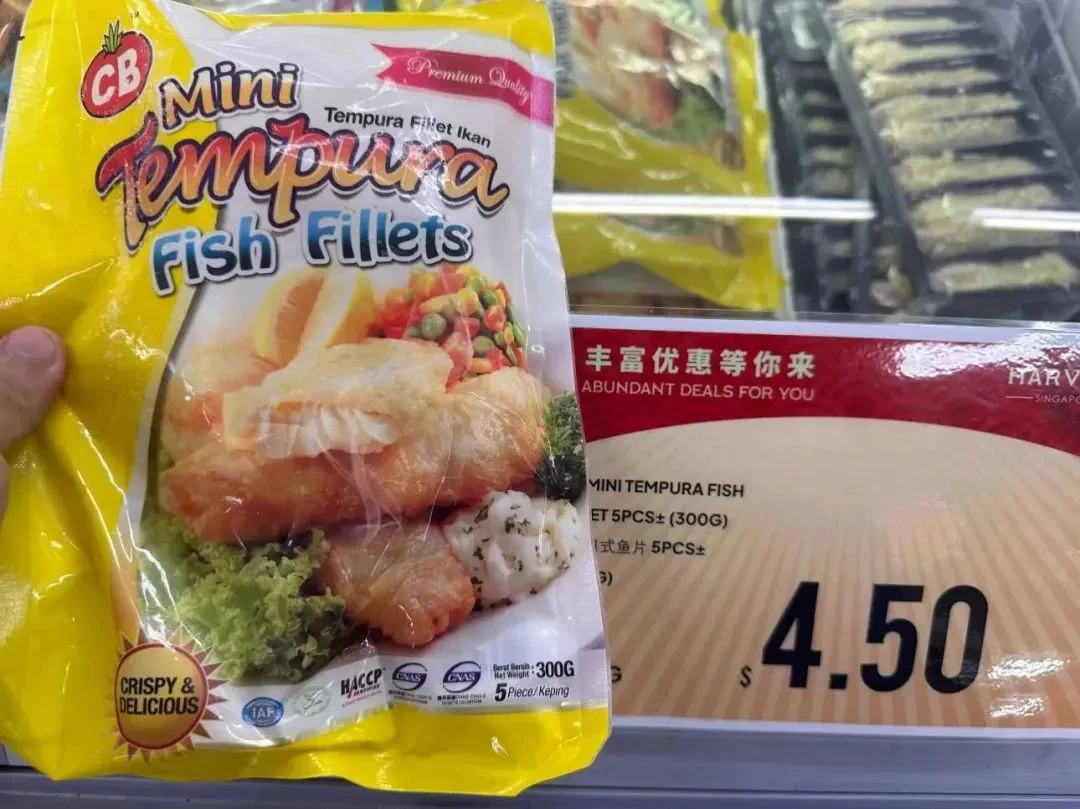 CB
Premium Quality
Mini
Tempura Fillet Ikan
Tempura
Fish Fillets
CRISPY &
DELICIOUS
IAF
HACCP
CNAS
CNAS
Berat Bersih
Net Weight : 300G
5 Piece/Keping
丰富优惠等你来
ABUNDANT DEALS FOR YOU
HARV
SINGAPO
MINI TEMPURA FISH
ET 5PCS± (300G)
式鱼片 5PCS±
G)
G
$ 4.50